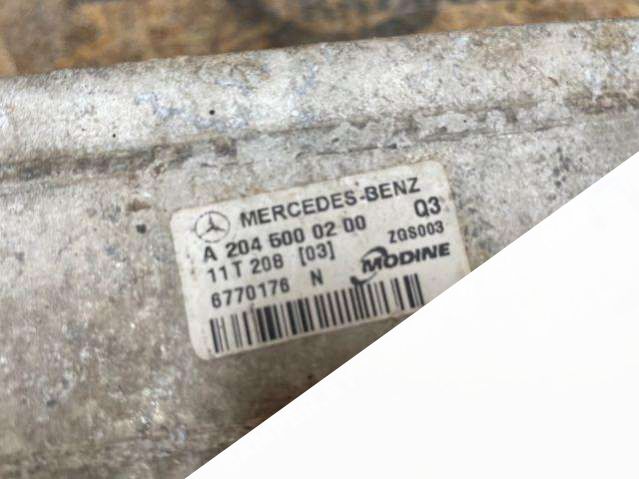 MERCEDES-BENZ
A 204 500 02 00 Q3
11 T 208 [03] ZGS003
6770176 N MODINE